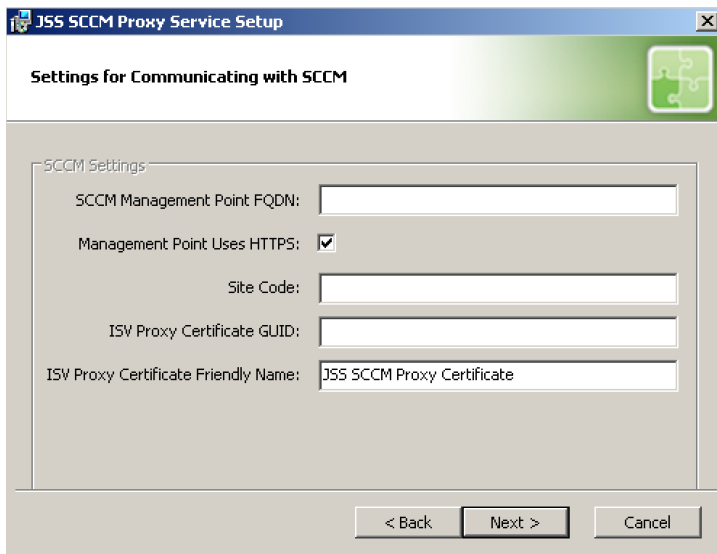 JSS SCCM Proxy Service Setup
Settings for Communicating with SCCM
SCCM Settings
SCCM Management Point FQDN:
Management Point Uses HTTPS:
Site Code:
ISV Proxy Certificate GUID:
ISV Proxy Certificate Friendly Name: JSS SCCM Proxy Certificate
< Back Next > Cancel